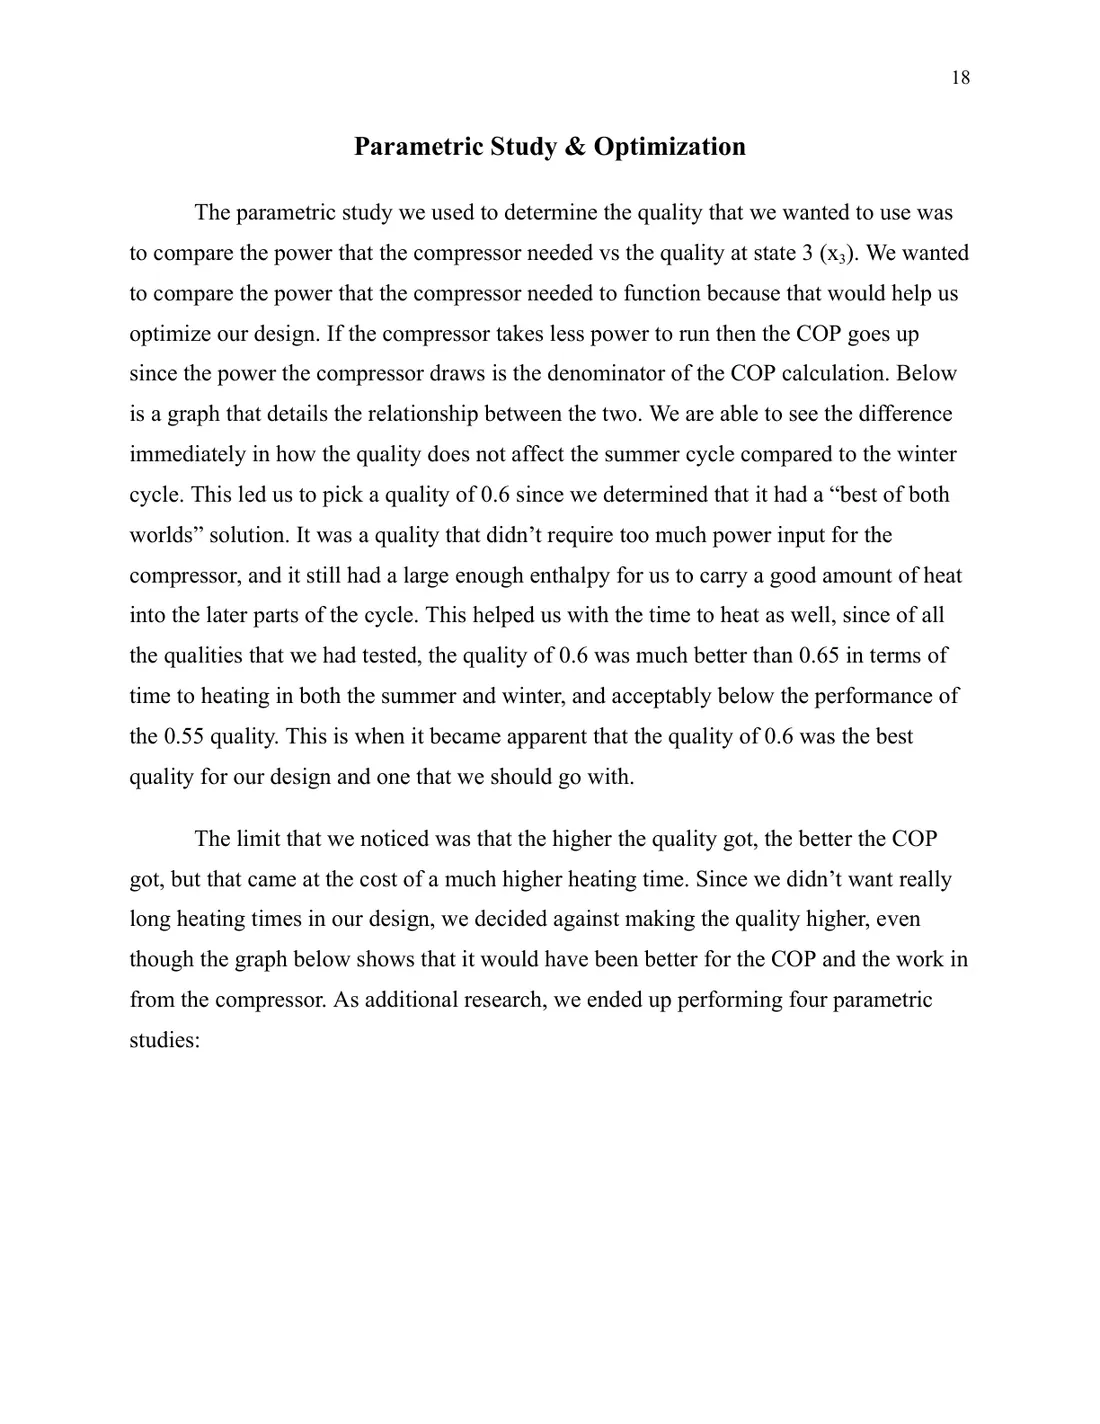 18
Parametric Study & Optimization
The parametric study we used to determine the quality that we wanted to use was
to compare the power that the compressor needed vs the quality at state 3 (x₃). We wanted
to compare the power that the compressor needed to function because that would help us
optimize our design. If the compressor takes less power to run then the COP goes up
since the power the compressor draws is the denominator of the COP calculation. Below
is a graph that details the relationship between the two. We are able to see the difference
immediately in how the quality does not affect the summer cycle compared to the winter
cycle. This led us to pick a quality of 0.6 since we determined that it had a “best of both
worlds” solution. It was a quality that didn’t require too much power input for the
compressor, and it still had a large enough enthalpy for us to carry a good amount of heat
into the later parts of the cycle. This helped us with the time to heat as well, since of all
the qualities that we had tested, the quality of 0.6 was much better than 0.65 in terms of
time to heating in both the summer and winter, and acceptably below the performance of
the 0.55 quality. This is when it became apparent that the quality of 0.6 was the best
quality for our design and one that we should go with.
The limit that we noticed was that the higher the quality got, the better the COP
got, but that came at the cost of a much higher heating time. Since we didn’t want really
long heating times in our design, we decided against making the quality higher, even
though the graph below shows that it would have been better for the COP and the work in
from the compressor. As additional research, we ended up performing four parametric
studies: